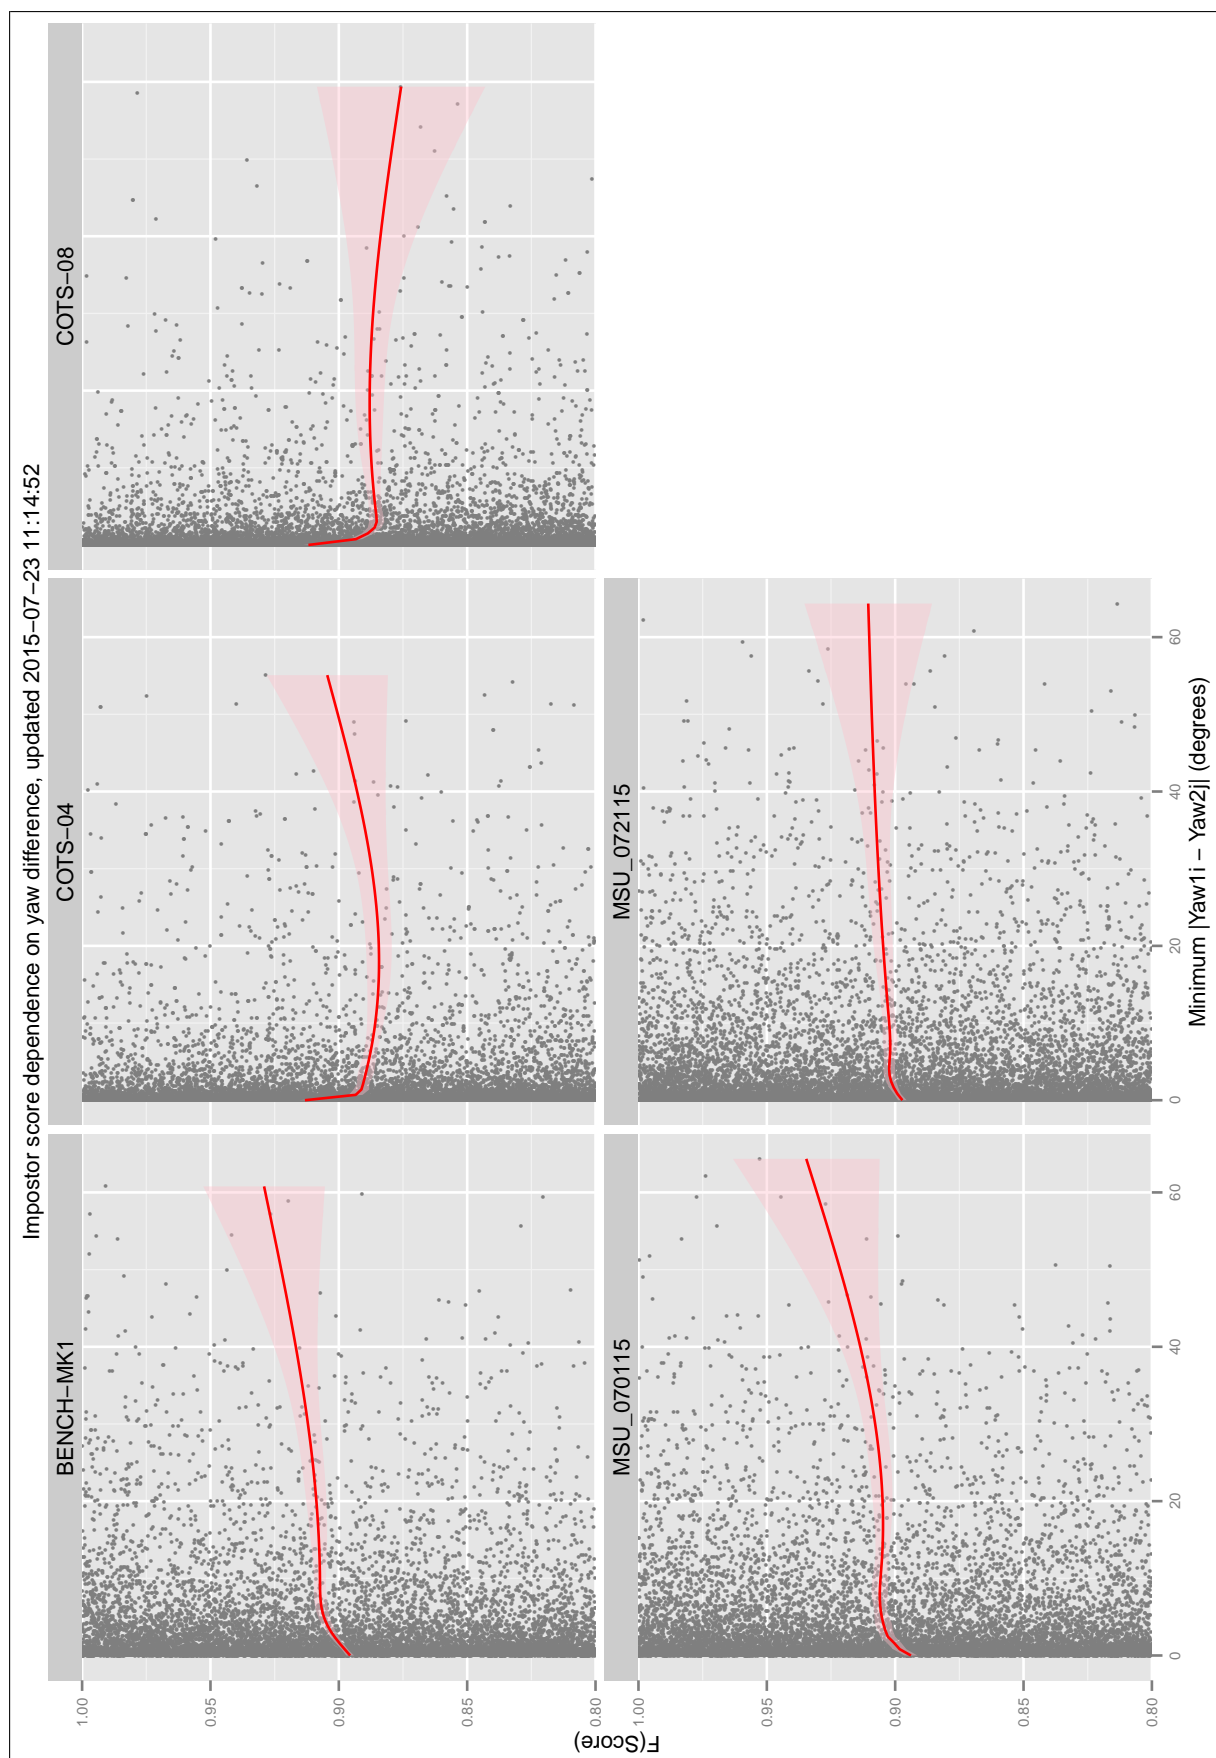 Impostor score dependence on yaw difference, updated 2015−07−23 11:14:52
BENCH−MK1
COTS−04
COTS−08
1.00
0.95
0.90
0.85
0.80
MSU_070115
MSU_072115
1.00
0.95
0.90
0.85
0.80
0
20
40
60
0
20
40
60
F(Score)
Minimum |Yaw1i − Yaw2j| (degrees)